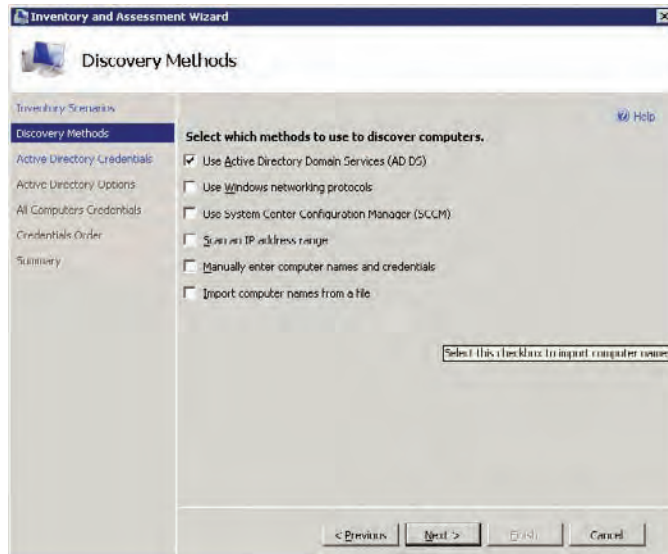 Inventory and Assessment Wizard
Discovery Methods
Inventory Scenarios
Discovery Methods
Active Directory Credentials
Active Directory Options
All Computers Credentials
Credentials Order
Summary
Help
Select which methods to use to discover computers.
Use Active Directory Domain Services (AD DS)
Use Windows networking protocols
Use System Center Configuration Manager (SCCM)
Scan an IP address range
Manually enter computer names and credentials
Import computer names from a file
Select this checkbox to import computer name
< Previous
Next >
Finish
Cancel